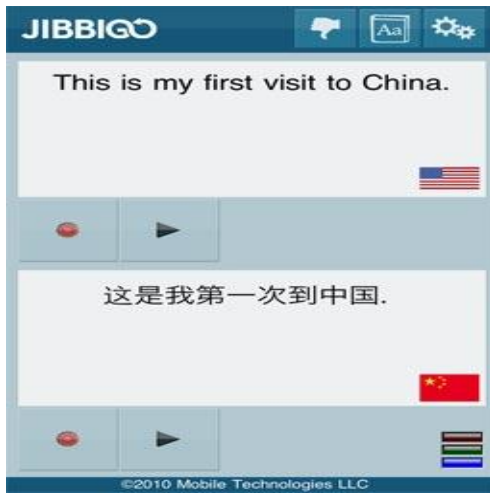 JIBBIGO
Aa
This is my first visit to China.
这是我第一次到中国.
©2010 Mobile Technologies LLC